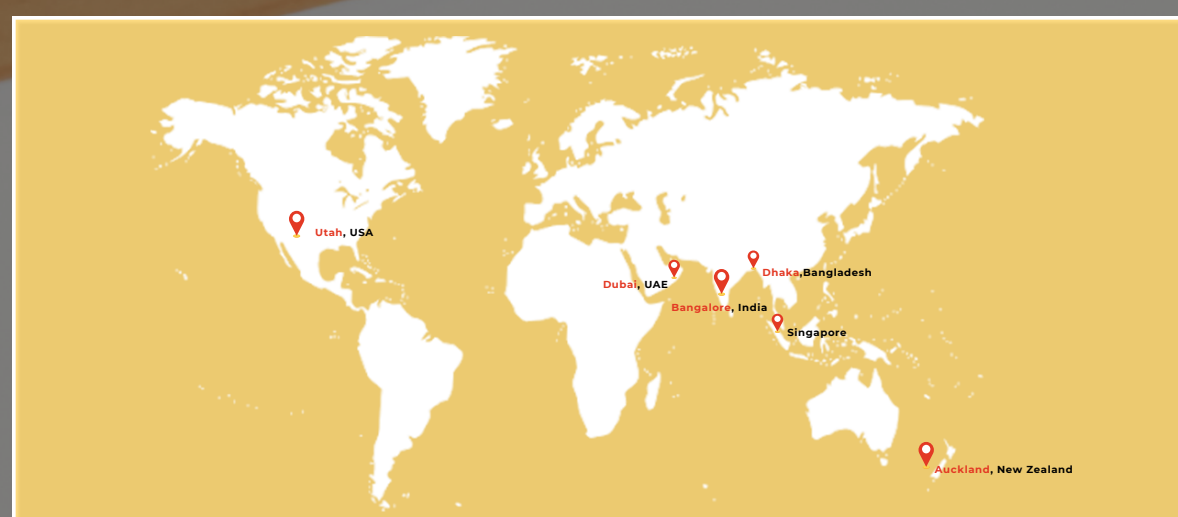 Utah, USA
Dhaka,Bangladesh
Dubai, UAE
Bangalore, India
Singapore
Auckland, New Zealand